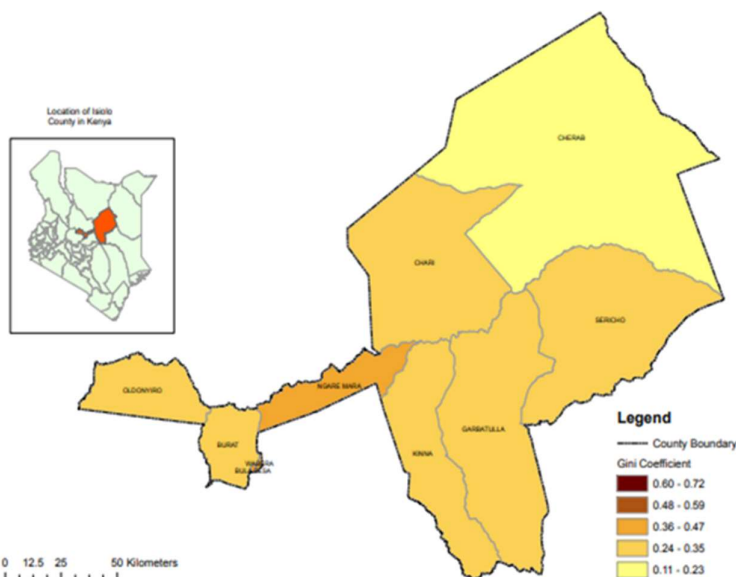 Location of Isiolo
County in Kenya
CHERAB
CHARI
SERICHO
NGARE MARA
OLDONYIRO
GARBATULLA
BURAT
KINNA
WABERA
BULAPESA
Legend
County Boundary
Gini Coefficient
0.60 - 0.72
0.48 - 0.59
0.36 - 0.47
0.24 - 0.35
0.11 - 0.23
0 12.5 25 50 Kilometers